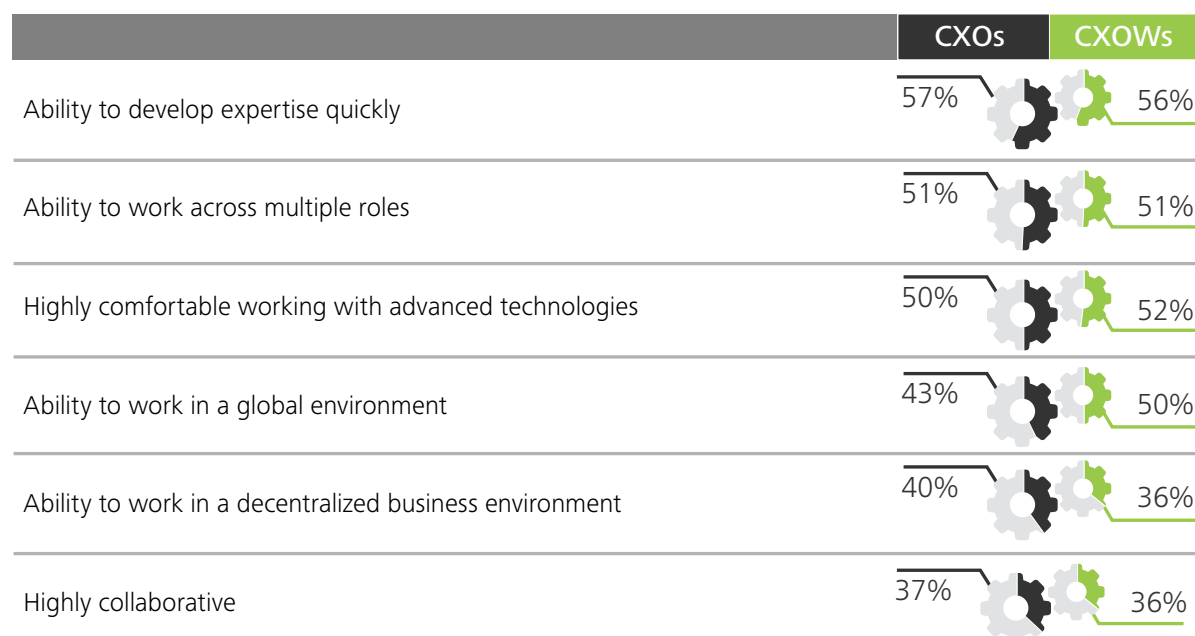 CXOs CXOWs
Ability to develop expertise quickly 57% 56%
Ability to work across multiple roles 51% 51%
Highly comfortable working with advanced technologies 50% 52%
Ability to work in a global environment 43% 50%
Ability to work in a decentralized business environment 40% 36%
Highly collaborative 37% 36%